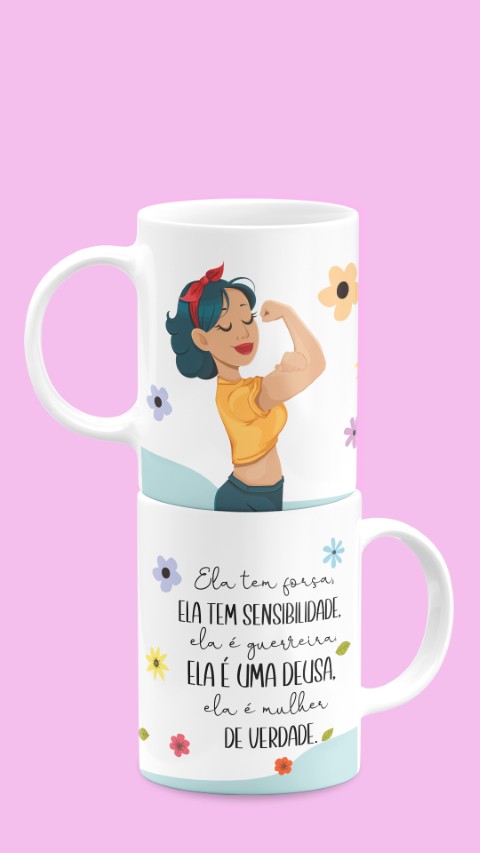 Ela tem força,
ELA TEM SENSIBILIDADE,
ela é guerreira,
ELA É UMA DEUSA,
ela é mulher
DE VERDADE.